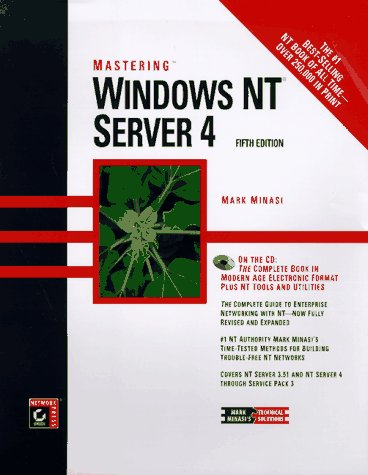 MASTERING™
WINDOWS NT®
SERVER 4
FIFTH EDITION
THE #1
BEST-SELLING
NT BOOK OF ALL TIME—
OVER 250,000 IN PRINT
MARK MINASI
ON THE CD:
THE COMPLETE BOOK IN
MODERN AGE ELECTRONIC FORMAT
PLUS NT TOOLS AND UTILITIES
THE COMPLETE GUIDE TO ENTERPRISE
NETWORKING WITH NT—NOW FULLY
REVISED AND EXPANDED
#1 NT AUTHORITY MARK MINASI'S
TIME-TESTED METHODS FOR BUILDING
TROUBLE-FREE NT NETWORKS
COVERS NT SERVER 3.51 AND NT SERVER 4
THROUGH SERVICE PACK 3
NETWORK PRESS
SYBEX
MARK
MINASI'S
TECHNICAL
SOLUTIONS